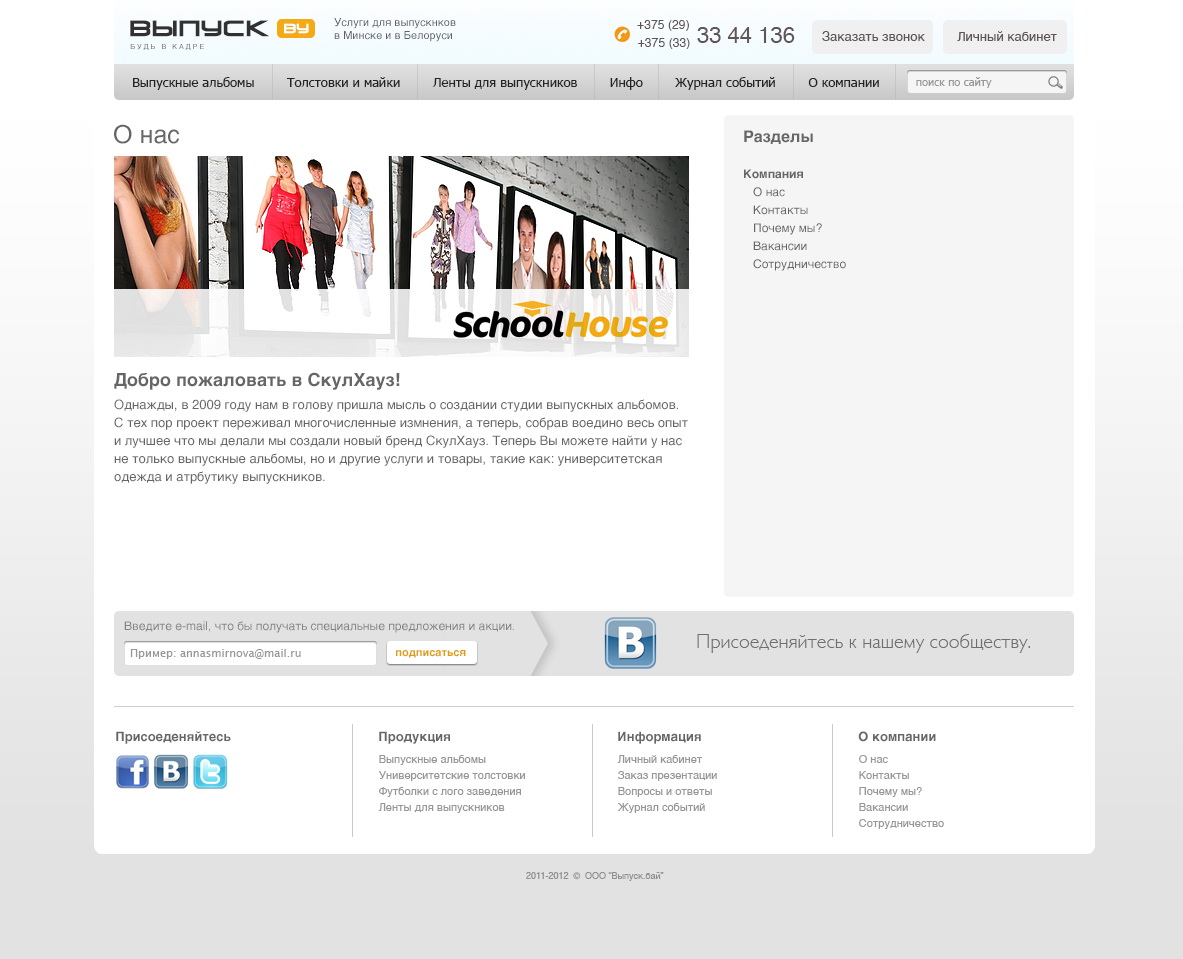 ВЫПУСК BY
БУДЬ В КАДРЕ
Услуги для выпускнков
в Минске и в Белоруси
+375 (29)
+375 (33)
33 44 136
Заказать звонок
Личный кабинет
Выпускные альбомы
Толстовки и майки
Ленты для выпускников
Инфо
Журнал событий
О компании
поиск по сайту
О нас
SchoolHouse
Добро пожаловать в СкулХауз!
Однажды, в 2009 году нам в голову пришла мысль о создании студии выпускных альбомов.
С тех пор проект переживал многочисленные измнения, а теперь, собрав воедино весь опыт
и лучшее что мы делали мы создали новый бренд СкулХауз. Теперь Вы можете найти у нас
не только выпускные альбомы, но и другие услуги и товары, такие как: университетская
одежда и атрбутику выпускников.
Разделы
Компания
О нас
Контакты
Почему мы?
Вакансии
Сотрудничество
Введите e-mail, что бы получать специальные предложения и акции.
Пример: annasmirnova@mail.ru
подписаться
В
Присоеденяйтесь к нашему сообществу.
Присоеденяйтесь
f
В
t
Продукция
Выпускные альбомы
Университетские толстовки
Футболки с лого заведения
Ленты для выпускников
Информация
Личный кабинет
Заказ презентации
Вопросы и ответы
Журнал событий
О компании
О нас
Контакты
Почему мы?
Вакансии
Сотрудничество
2011-2012 © ООО "Выпуск.бай"